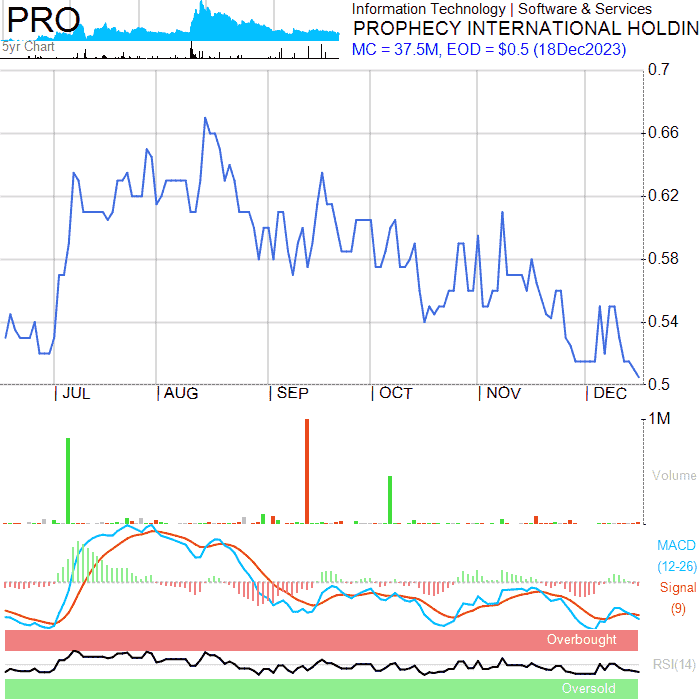 PRO
5yr Chart
Information Technology | Software & Services
PROPHECY INTERNATIONAL HOLDIN
MC = 37.5M, EOD = $0.5 (18Dec2023)
0.7
0.66
0.62
0.58
0.54
0.5
| JUL | AUG | SEP | OCT | NOV | DEC
1M
Volume
MACD
(12-26)
Signal
(9)
Overbought
RSI(14)
Oversold